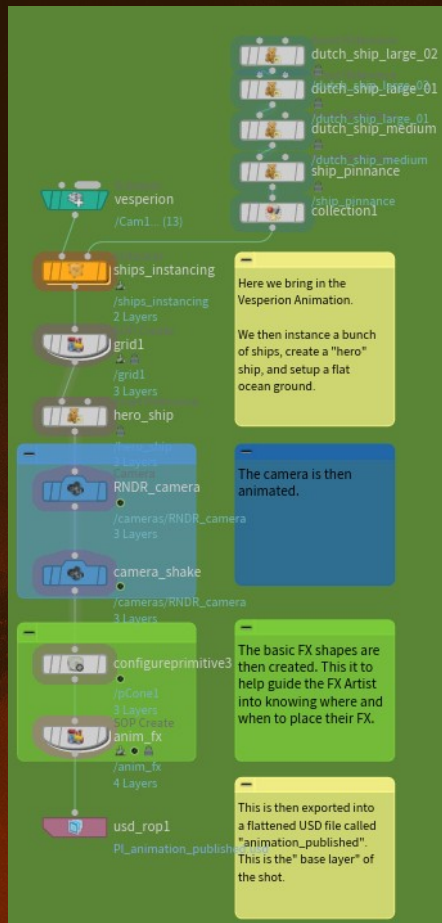 dutch_ship_large_02
dutch_ship_large_01
/dutch_ship_large_01
dutch_ship_medium
/dutch_ship_medium
ship_pinnance
/ship_pinnance
collection1
vesperion
/Cam1... (13)
ships_instancing
/ships_instancing
2 Layers
grid1
/grid1
3 Layers
hero_ship
/hero_ship
3 Layers
Here we bring in the
Vesperion Animation.
We then instance a bunch
of ships, create a "hero"
ship, and setup a flat
ocean ground.
RNDR_camera
/cameras/RNDR_camera
3 Layers
camera_shake
/cameras/RNDR_camera
3 Layers
The camera is then
animated.
configureprimitive3
/pCone1
3 Layers
SOP Create
anim_fx
/anim_fx
4 Layers
The basic FX shapes are
then created. This it to
help guide the FX Artist
into knowing where and
when to place their FX.
usd_rop1
PI_animation_published.usd
This is then exported into
a flattened USD file called
"animation_published".
This is the" base layer" of
the shot.